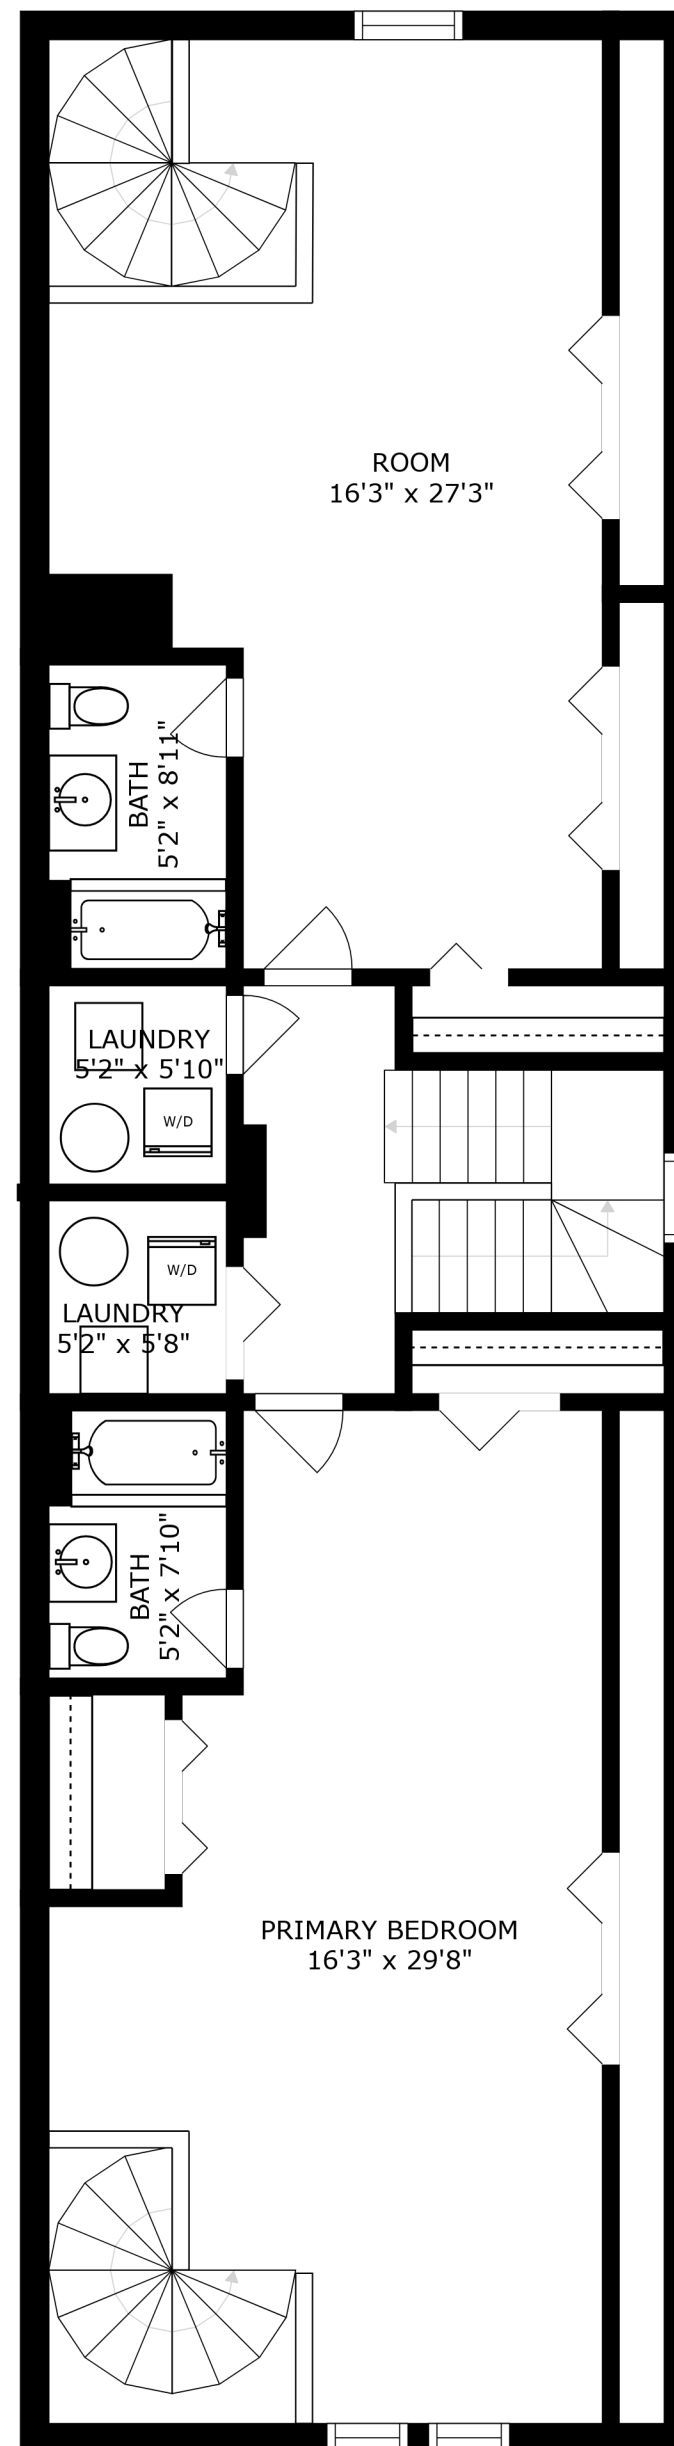 ROOM
16'3" x 27'3"
BATH
5'2" x 8'11"
LAUNDRY
5'2" x 5'10"
W/D
W/D
LAUNDRY
5'2" x 5'8"
BATH
5'2" x 7'10"
PRIMARY BEDROOM
16'3" x 29'8"